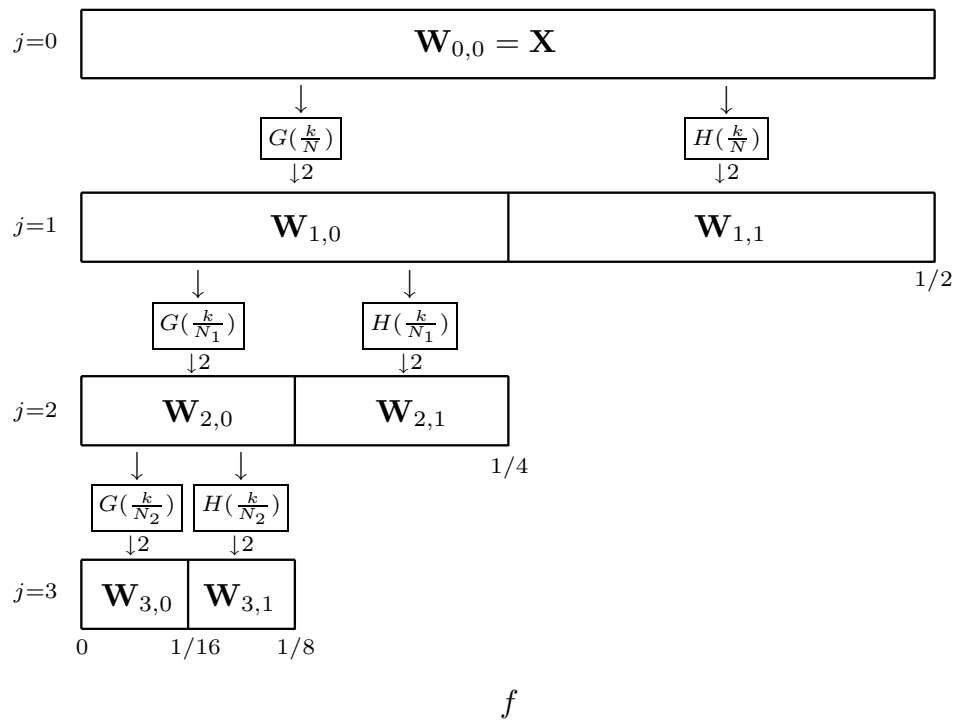 j=0 W_{0,0} = X
↓ ↓
G(k/N) H(k/N)
↓2 ↓2
j=1 W_{1,0} W_{1,1}
1/2
↓ ↓
G(k/N_1) H(k/N_1)
↓2 ↓2
j=2 W_{2,0} W_{2,1}
1/4
↓ ↓
G(k/N_2) H(k/N_2)
↓2 ↓2
j=3 W_{3,0} W_{3,1}
0 1/16 1/8
f